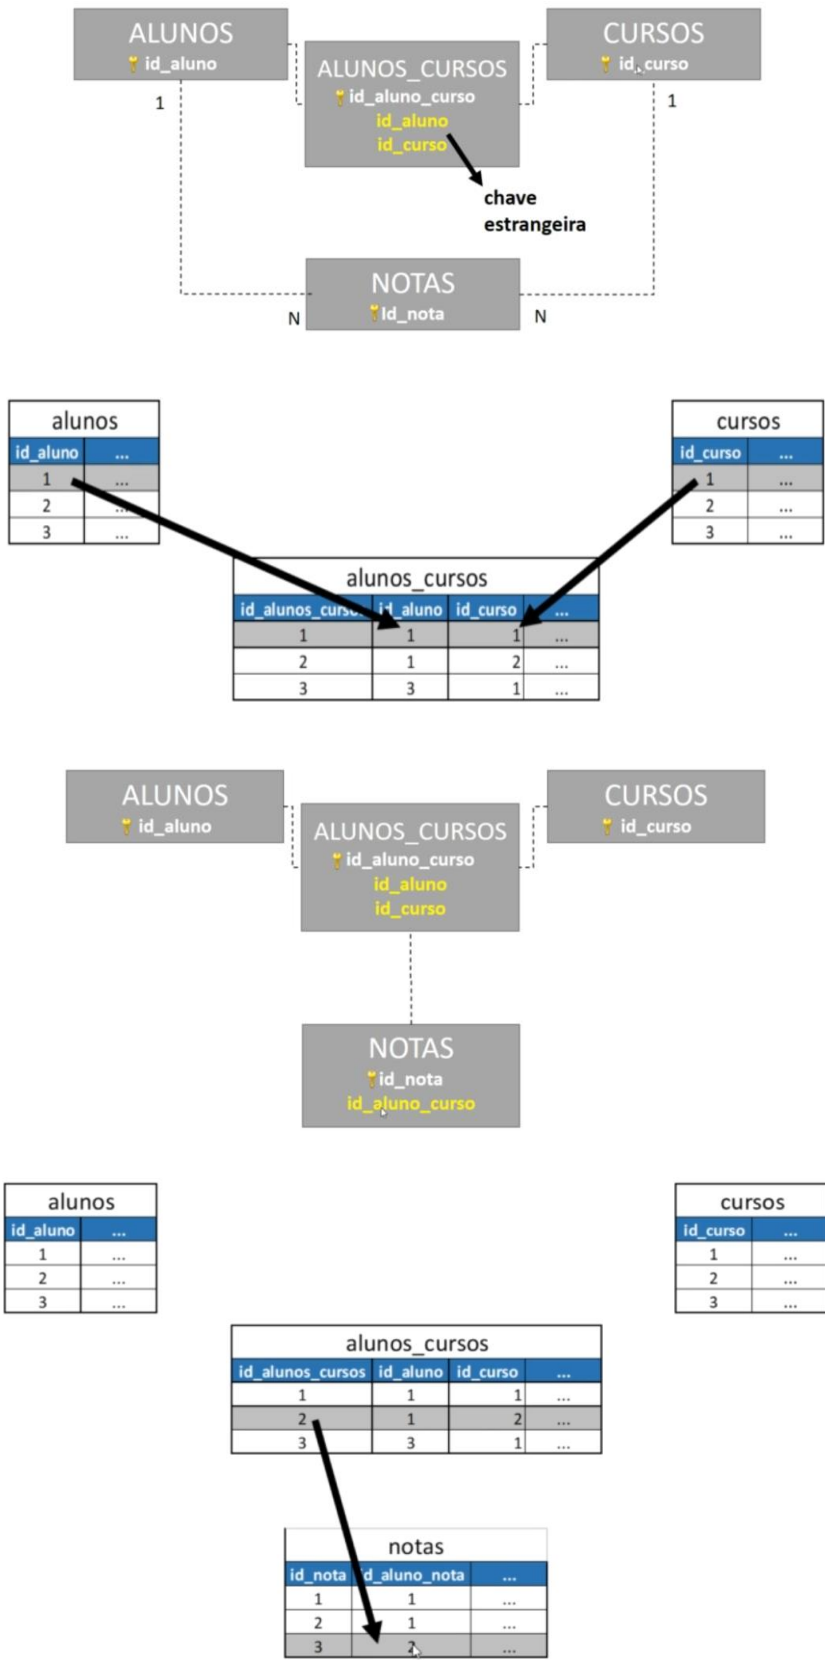 ALUNOS
id_aluno
CURSOS
id_curso
ALUNOS_CURSOS
id_aluno_curso
id_aluno
id_curso
1
1
chave
estrangeira
NOTAS
Id_nota
N
N
alunos
id_aluno ...
1 ...
2 ...
3 ...
cursos
id_curso ...
1 ...
2 ...
3 ...
alunos_cursos
id_alunos_cursos id_aluno id_curso ...
1 1 1 ...
2 1 2 ...
3 3 1 ...
ALUNOS
id_aluno
CURSOS
id_curso
ALUNOS_CURSOS
id_aluno_curso
id_aluno
id_curso
NOTAS
id_nota
id_aluno_curso
alunos
id_aluno ...
1 ...
2 ...
3 ...
cursos
id_curso ...
1 ...
2 ...
3 ...
alunos_cursos
id_alunos_cursos id_aluno id_curso ...
1 1 1 ...
2 1 2 ...
3 3 1 ...
notas
id_nota id_aluno_nota ...
1 1 ...
2 1 ...
3 2 ...